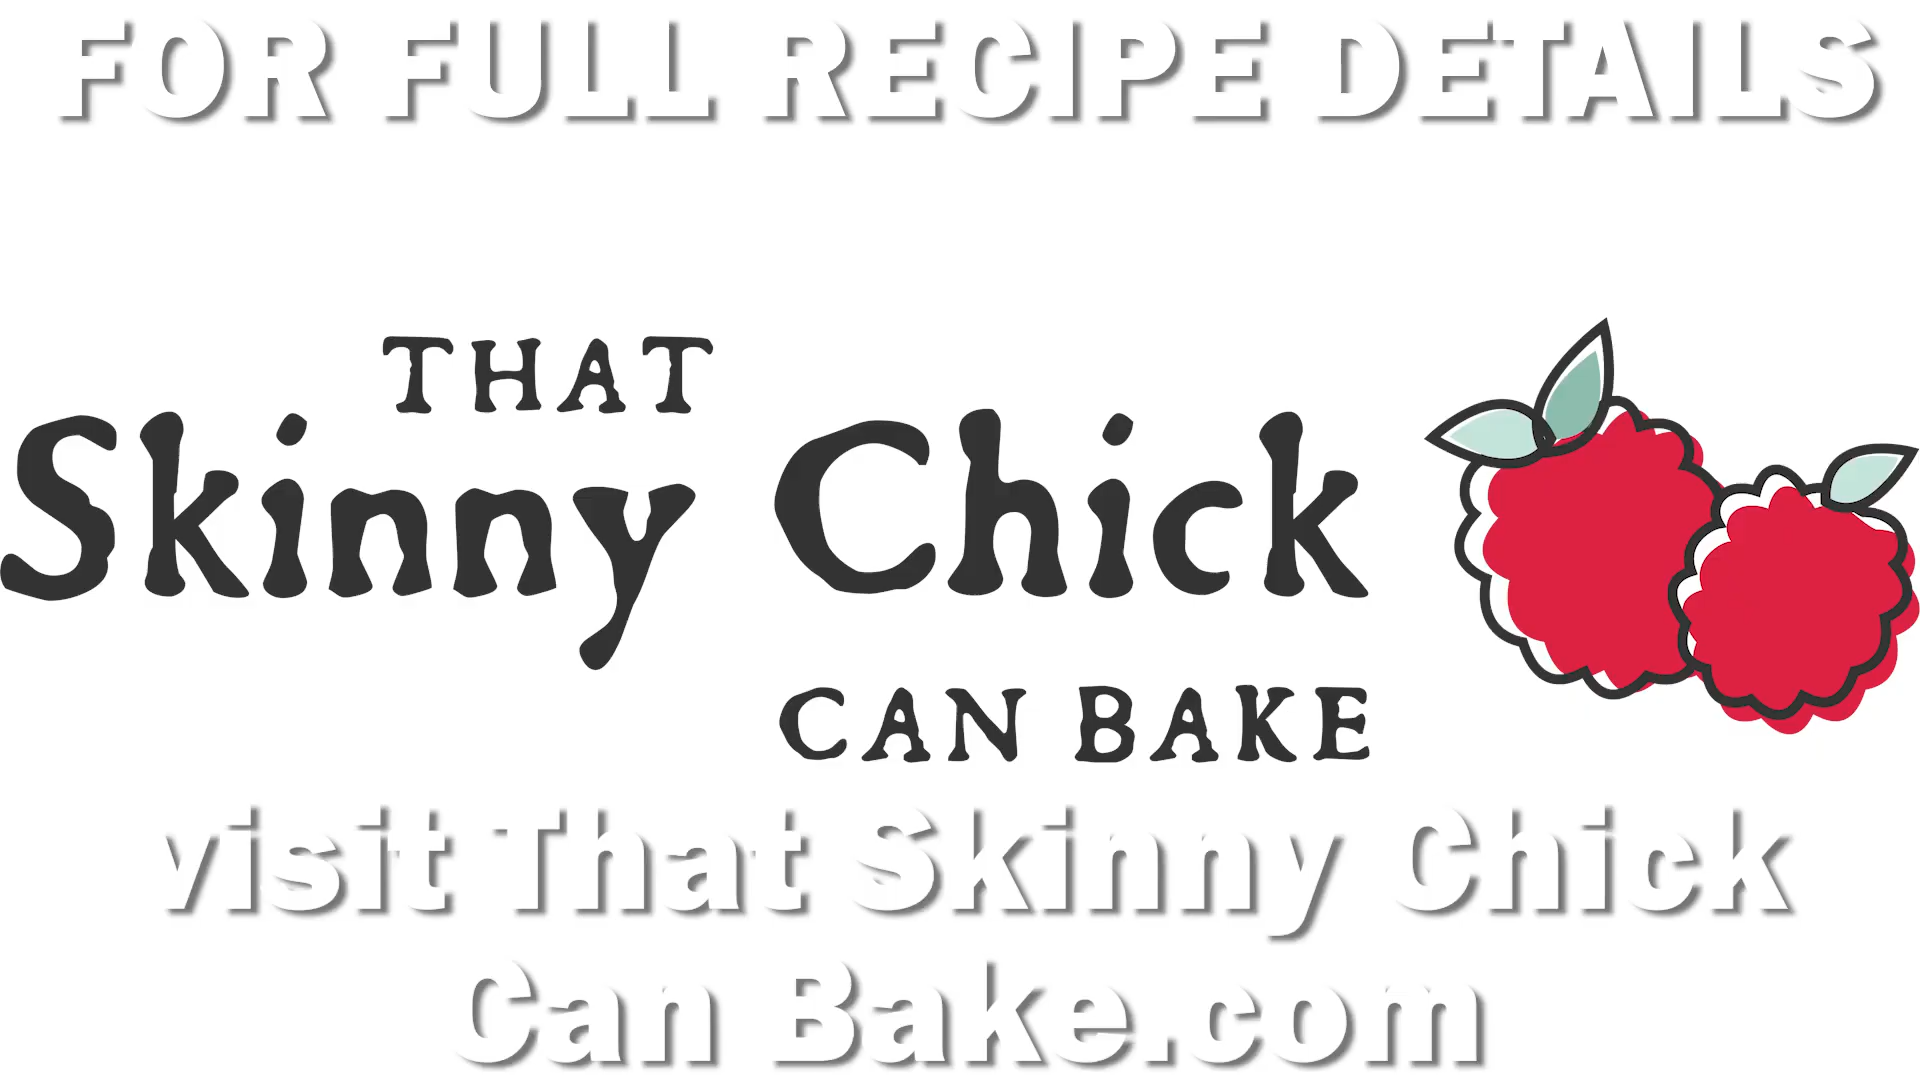 FOR FULL RECIPE DETAILS
THAT
Skinny Chick
CAN BAKE
visit That Skinny Chick
Can Bake.com